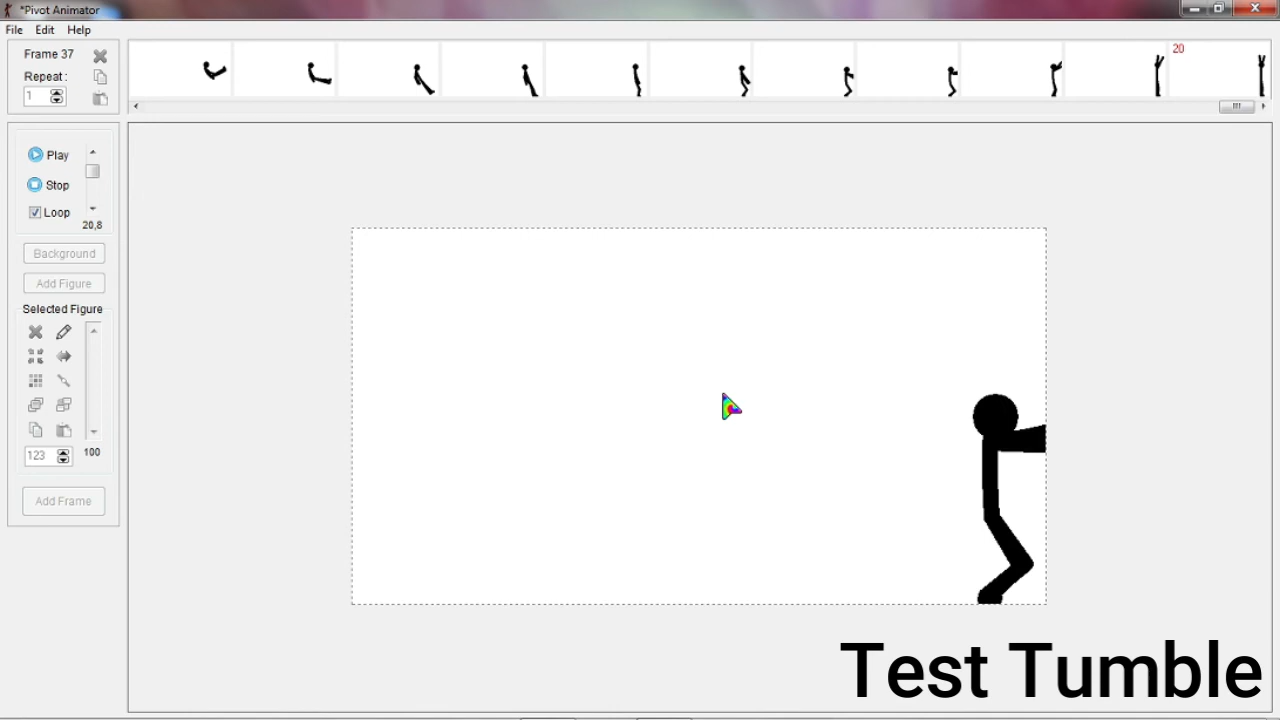 *Pivot Animator
File Edit Help
Frame 37
Repeat:
1
20
Play
Stop
Loop
20,8
Background
Add Figure
Selected Figure
123
100
Add Frame
Test Tumble